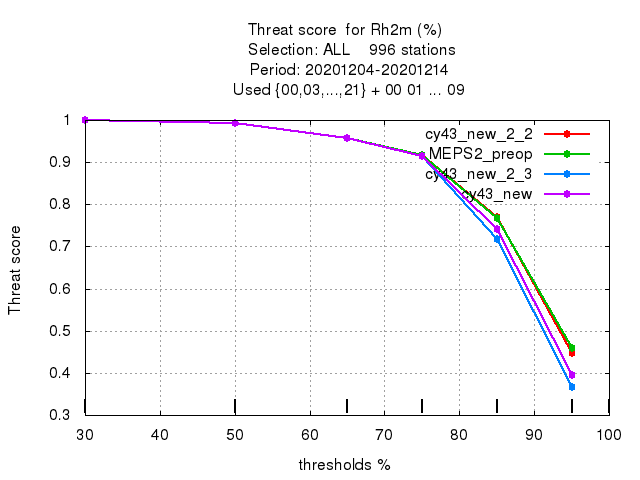 Threat score for Rh2m (%)
Selection: ALL 996 stations
Period: 20201204-20201214
Used {00,03,...,21} + 00 01 ... 09
cy43_new_2_2
MEPS2_preop
cy43_new_2_3
cy43_new
1
0.9
0.8
0.7
0.6
0.5
0.4
0.3
Threat score
30 40 50 60 70 80 90 100
thresholds %